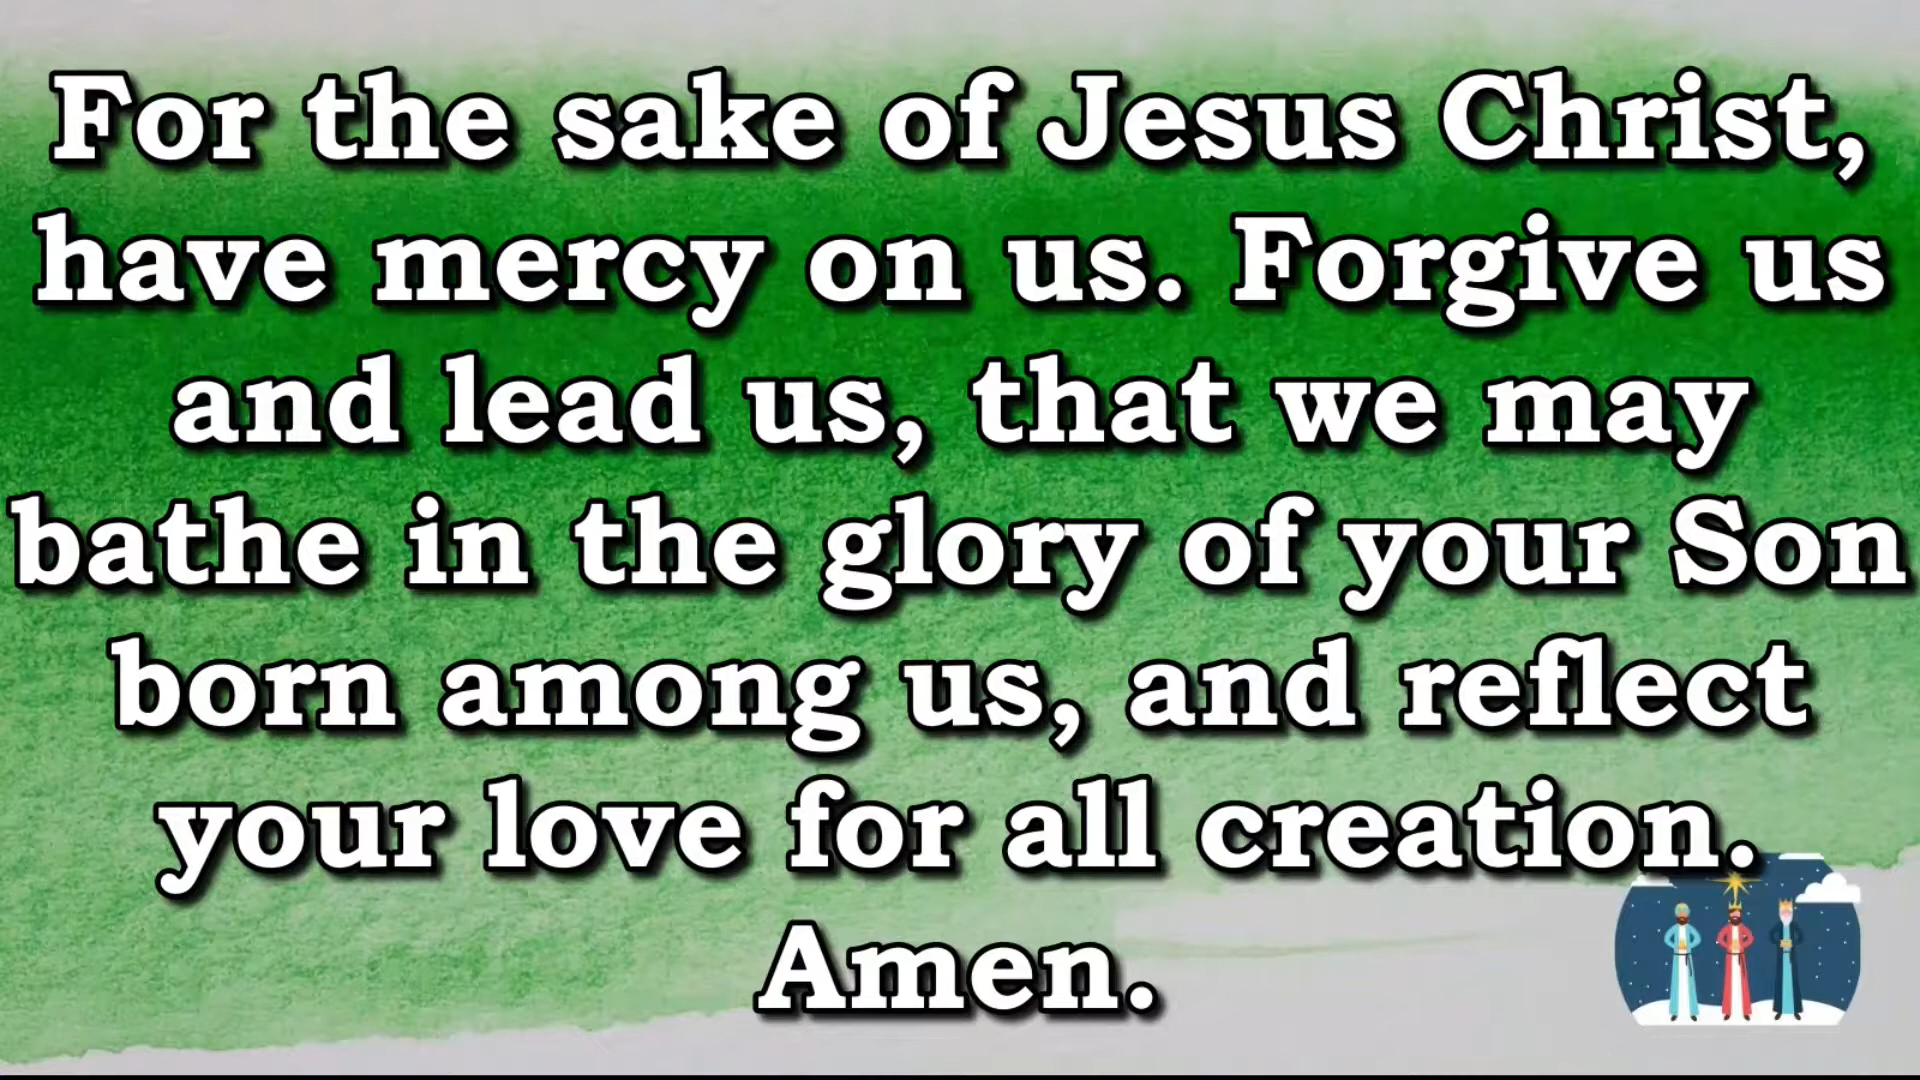 For the sake of Jesus Christ,
have mercy on us. Forgive us
and lead us, that we may
bathe in the glory of your Son
born among us, and reflect
your love for all creation.
Amen.